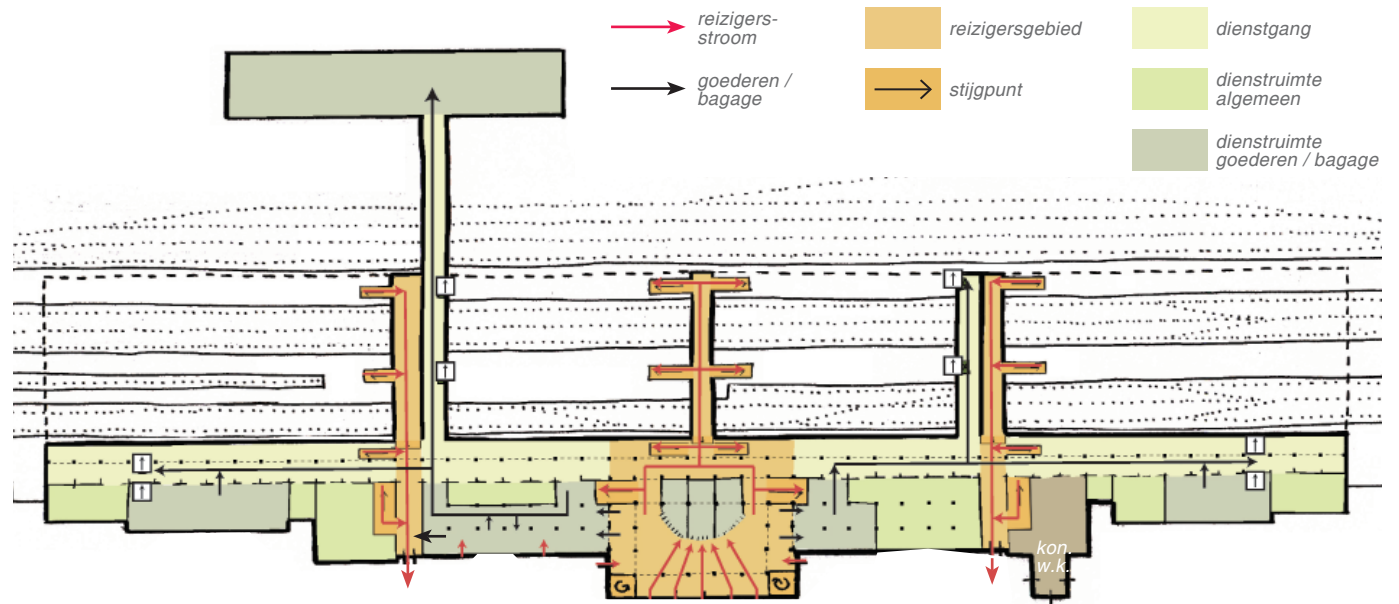 reizigers-
stroom
goederen /
bagage
reizigersgebied
stijgpunt
dienstgang
dienstruimte
algemeen
dienstruimte
goederen / bagage
kon.
w.k.